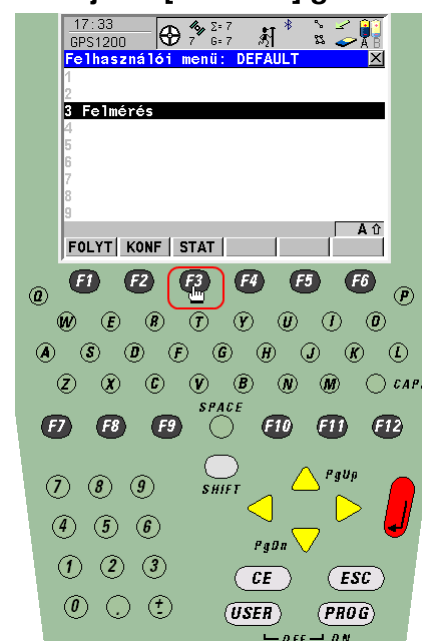 17:33
GPS1200
7
Σ=7
G=7
A B
Felhasználói menü: DEFAULT
1
2
3 Felmérés
4
5
6
7
8
9
A
FOLYT KONF STAT
F1 F2 F3 F4 F5 F6
Q P
W E R T Y U I O
A S D F G H J K L
Z X C V B N M CAP
SPACE
F7 F8 F9 F10 F11 F12
7 8 9
SHIFT
PgUp
4 5 6
PgDn
1 2 3
CE ESC
0 . ±
USER PROG
OFF ON